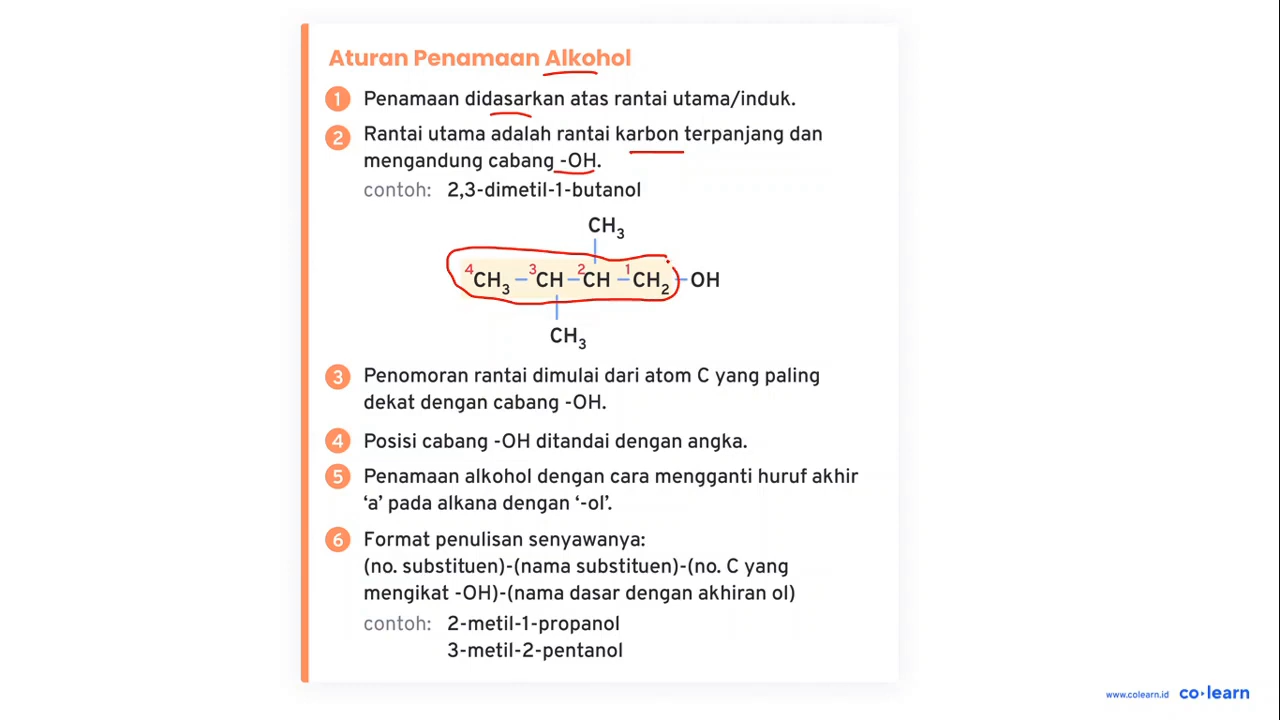 Aturan Penamaan Alkohol
1 Penamaan didasarkan atas rantai utama/induk.
2 Rantai utama adalah rantai karbon terpanjang dan
mengandung cabang -OH.
contoh: 2,3-dimetil-1-butanol
CH3
4CH3 – 3CH – 2CH – 1CH2 – OH
CH3
3 Penomoran rantai dimulai dari atom C yang paling
dekat dengan cabang -OH.
4 Posisi cabang -OH ditandai dengan angka.
5 Penamaan alkohol dengan cara mengganti huruf akhir
‘a’ pada alkana dengan ‘-ol’.
6 Format penulisan senyawanya:
(no. substituen)-(nama substituen)-(no. C yang
mengikat -OH)-(nama dasar dengan akhiran ol)
contoh: 2-metil-1-propanol
3-metil-2-pentanol
www.colearn.id co learn